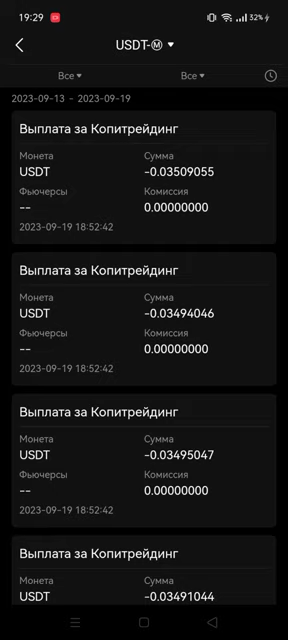 19:29 32%
USDT-Ⓜ
Все Все
2023-09-13 - 2023-09-19
Выплата за Копитрейдинг
Монета Сумма
USDT -0.03509055
Фьючерсы Комиссия
-- 0.00000000
2023-09-19 18:52:42
Выплата за Копитрейдинг
Монета Сумма
USDT -0.03494046
Фьючерсы Комиссия
-- 0.00000000
2023-09-19 18:52:42
Выплата за Копитрейдинг
Монета Сумма
USDT -0.03495047
Фьючерсы Комиссия
-- 0.00000000
2023-09-19 18:52:42
Выплата за Копитрейдинг
Монета Сумма
USDT -0.03491044